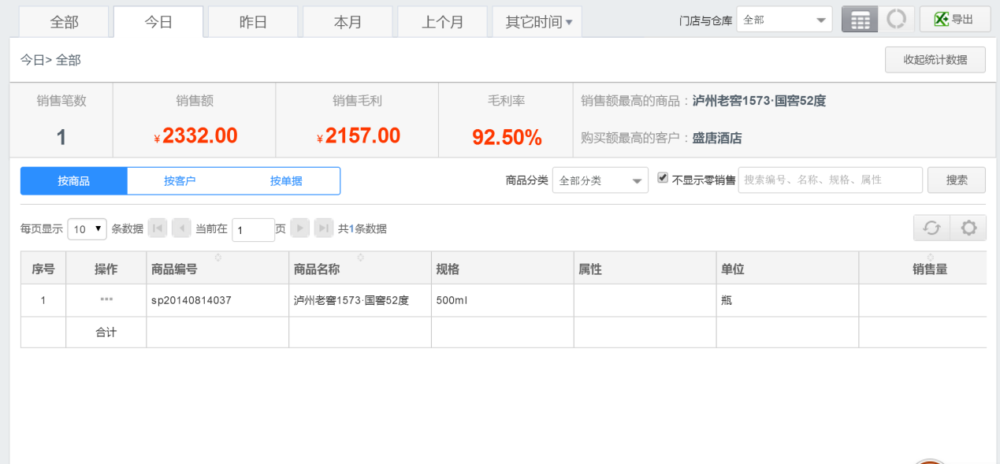 全部 今日 昨日 本月 上个月 其它时间 门店与仓库 全部 导出
今日> 全部 收起统计数据
销售笔数 销售额 销售毛利 毛利率 销售额最高的商品：泸州老窖1573·国窖52度
1 ¥2332.00 ¥2157.00 92.50% 购买额最高的客户：盛唐酒店
按商品 按客户 按单据 商品分类 全部分类 不显示零销售 搜索编号、名称、规格、属性 搜索
每页显示 10 条数据 当前在 1 页 共1条数据
序号 操作 商品编号 商品名称 规格 属性 单位 销售量
1 sp20140814037 泸州老窖1573·国窖52度 500ml 瓶
合计